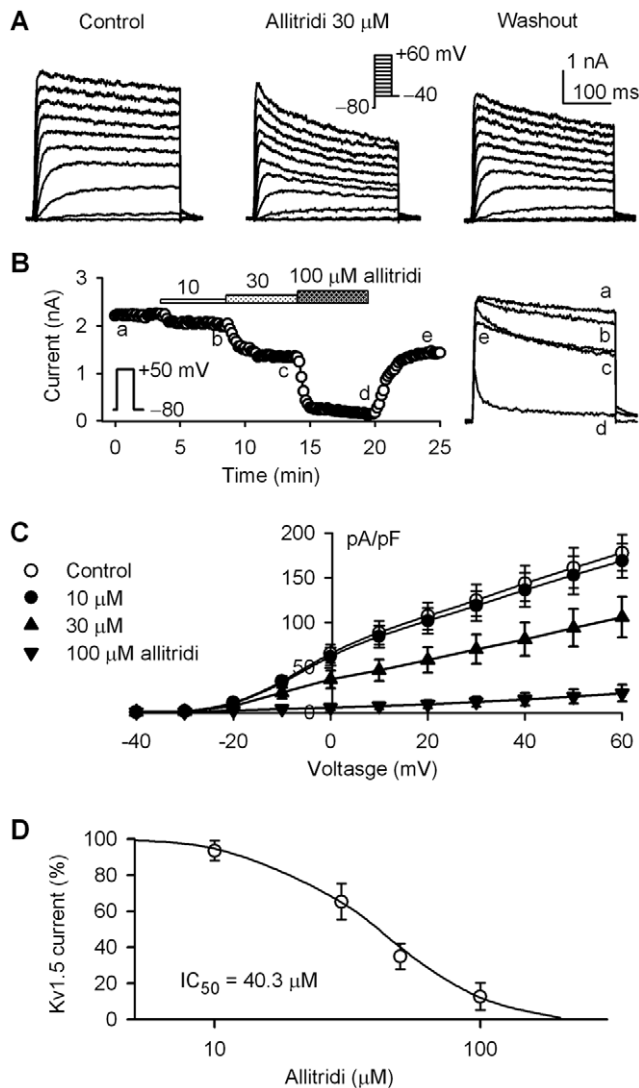 A
Control
Allitridi 30 μM
Washout
+60 mV
−40
−80
1 nA
100 ms
B
10
30
100 μM allitridi
3
2
1
0
Current (nA)
a
b
c
d
e
+50 mV
−80
0
5
10
15
20
25
Time (min)
a
b
e
c
d
C
Control
10 μM
30 μM
100 μM allitridi
pA/pF
200
150
100
50
0
-40
-20
0
20
40
60
Voltasge (mV)
D
Kv1.5 current (%)
100
80
60
40
20
0
IC50 = 40.3 μM
10
100
Allitridi (μM)